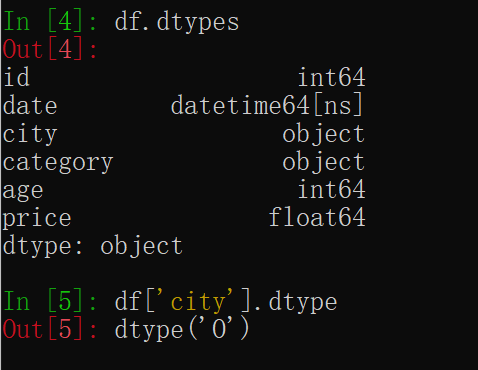 In [4]: df.dtypes
Out[4]:
id                   int64
date        datetime64[ns]
city                object
category            object
age                  int64
price              float64
dtype: object
In [5]: df['city'].dtype
Out[5]: dtype('O')